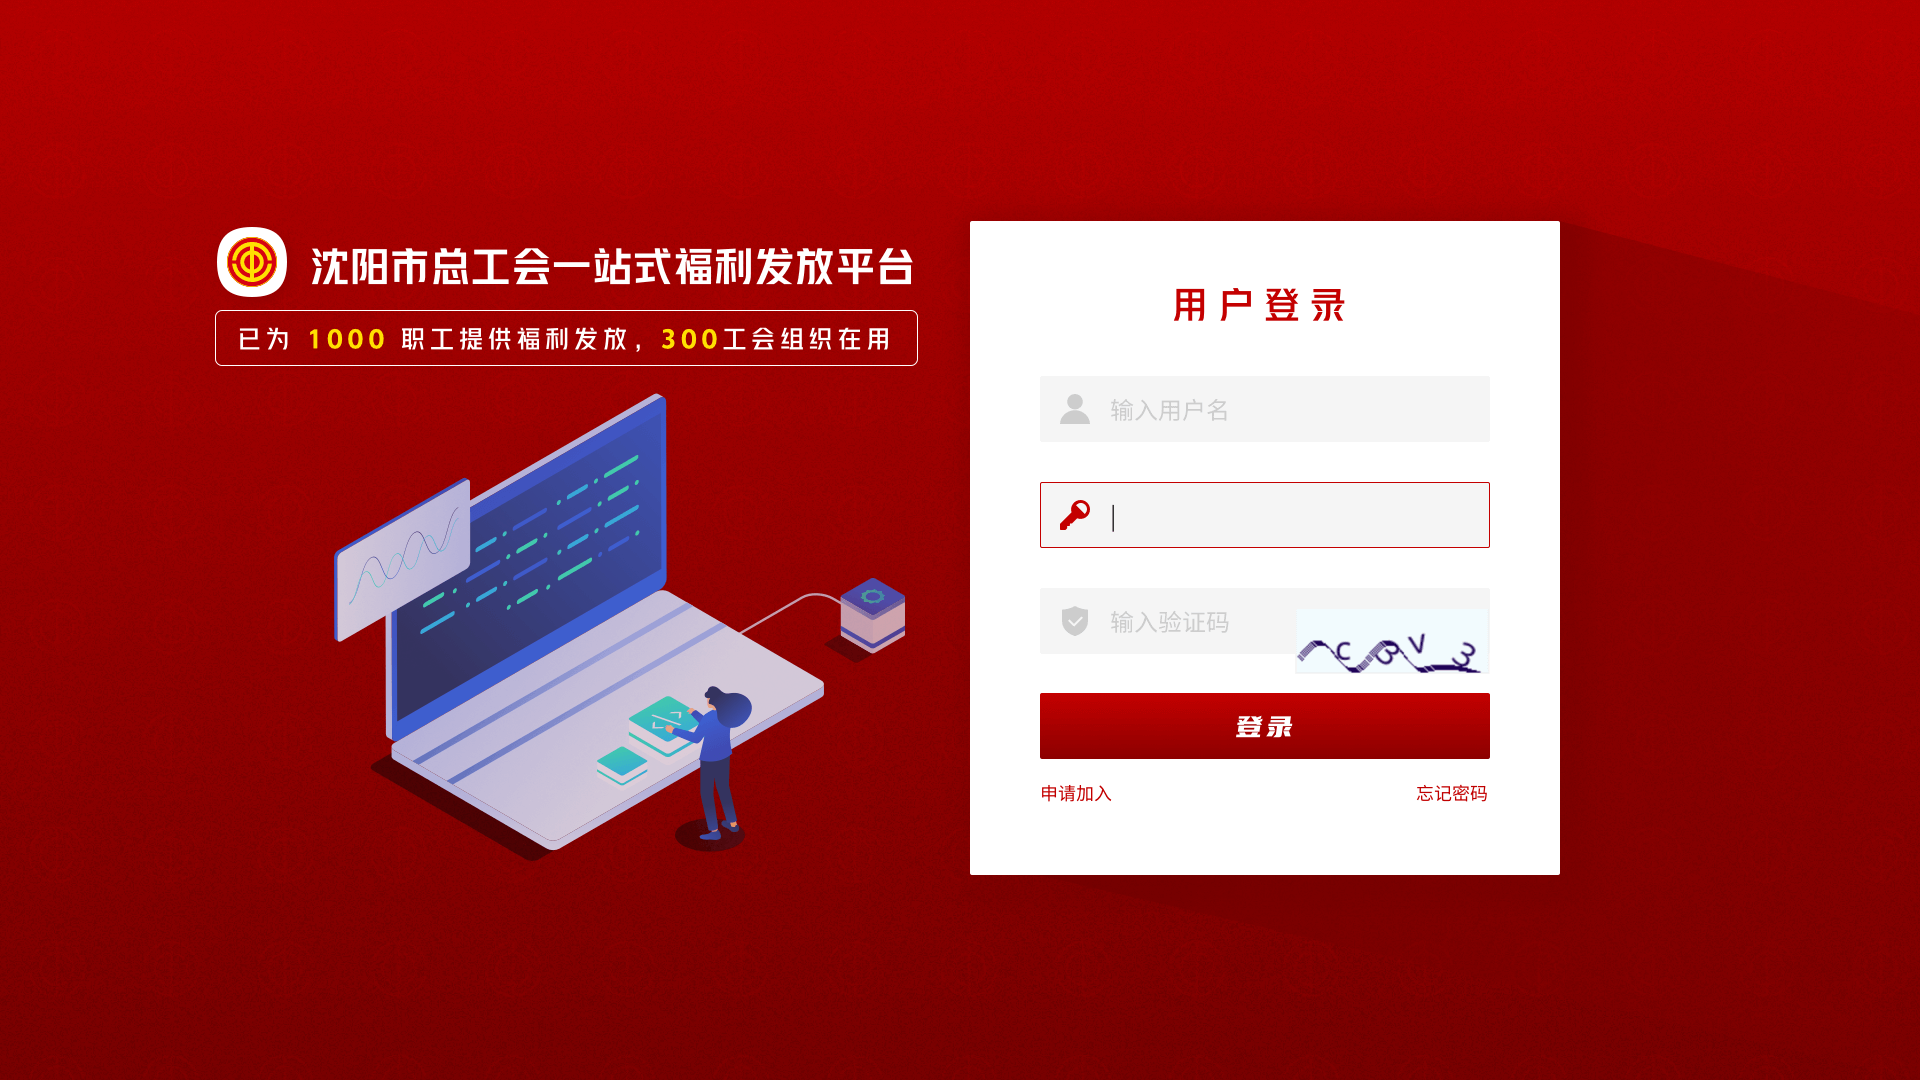 沈阳市总工会一站式福利发放平台
已为 1000 职工提供福利发放，300工会组织在用
用户登录
输入用户名
输入验证码
CBV3
登录
申请加入
忘记密码